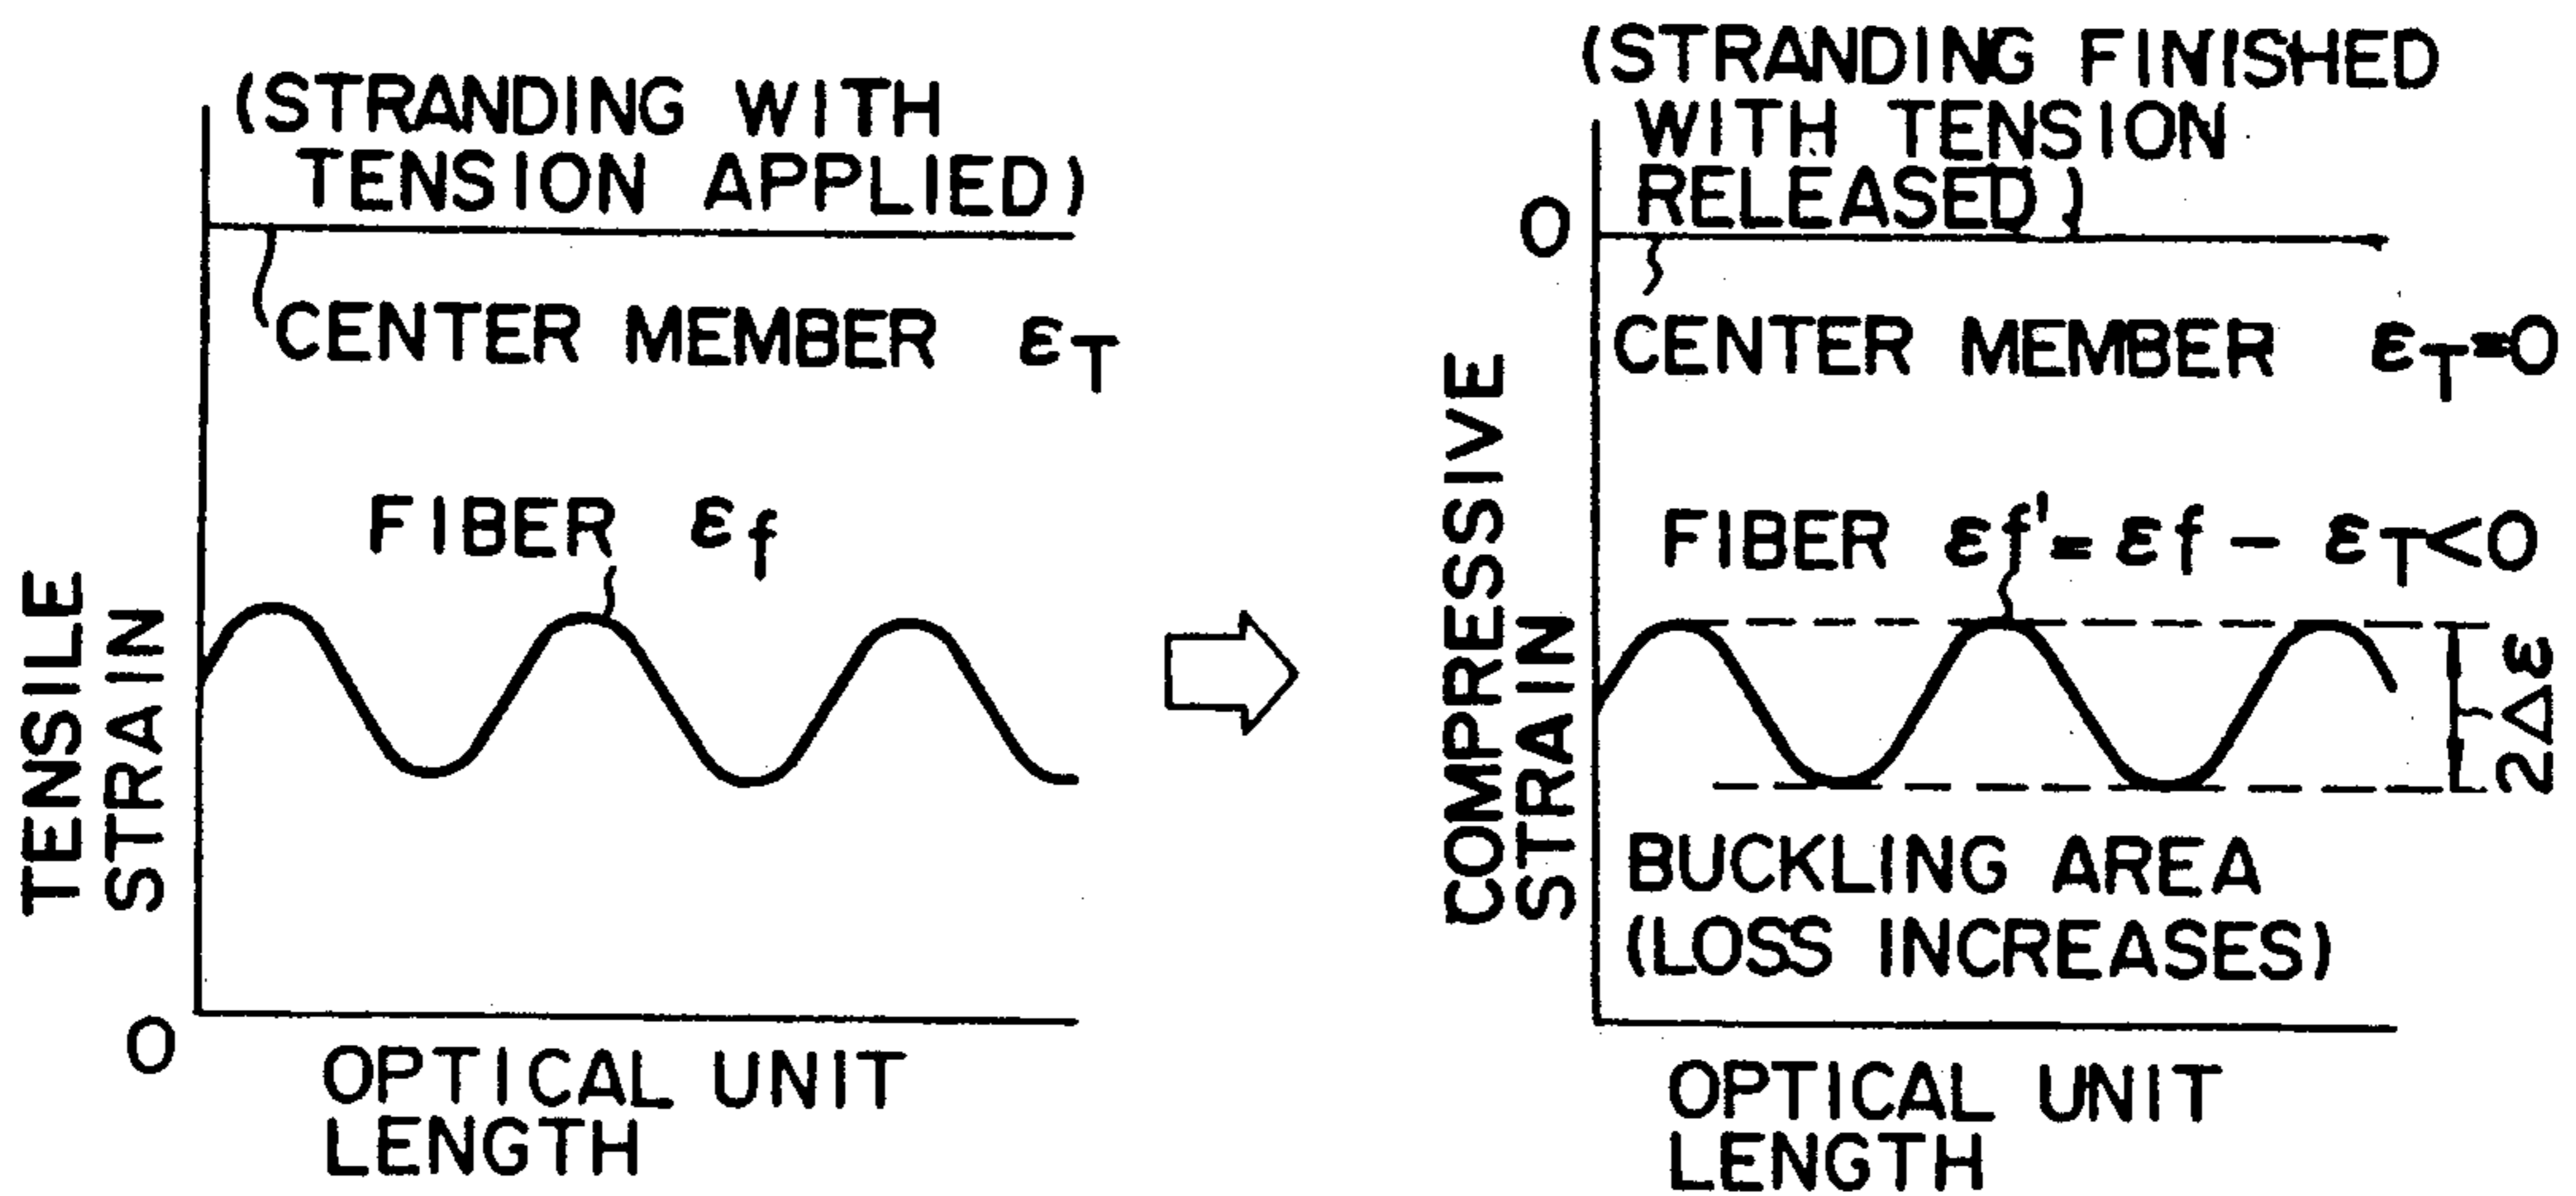 (STRANDING WITH
TENSION APPLIED)
CENTER MEMBER εT
FIBER εf
TENSILE
STRAIN
0
OPTICAL UNIT
LENGTH
(STRANDING FINISHED
WITH TENSION
RELEASED)
0
CENTER MEMBER εT=0
FIBER εf'=εf - εT<0
COMPRESSIVE
STRAIN
2Δε
BUCKLING AREA
(LOSS INCREASES)
OPTICAL UNIT
LENGTH